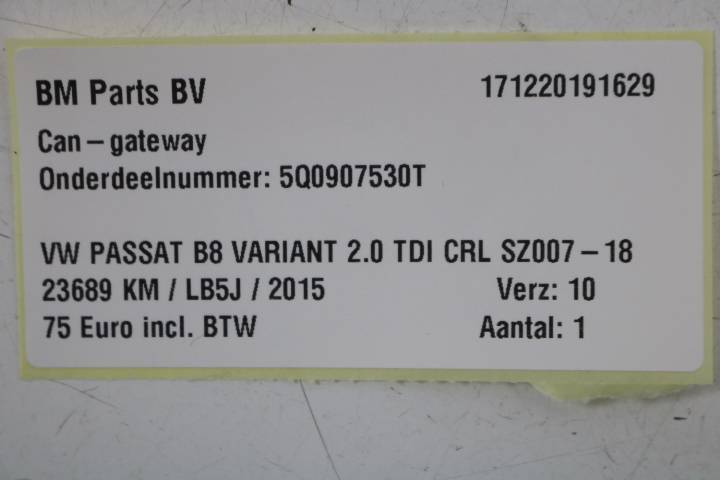 BM Parts BV 171220191629
Can-gateway
Onderdeelnummer: 5Q0907530T
VW PASSAT B8 VARIANT 2.0 TDI CRL SZ007-18
23689 KM / LB5J / 2015 Verz: 10
75 Euro incl. BTW Aantal: 1